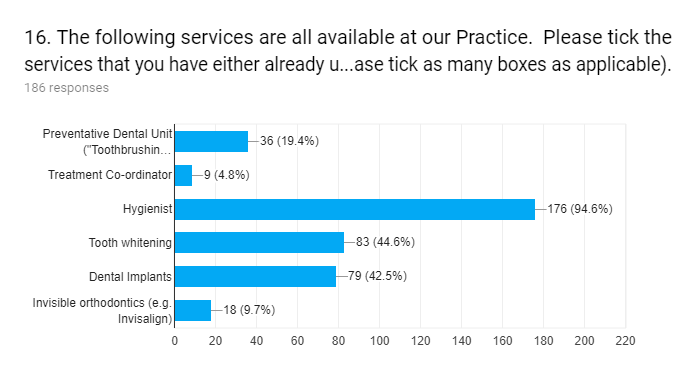 16. The following services are all available at our Practice.  Please tick the
services that you have either already u...ase tick as many boxes as applicable).
186 responses
Preventative Dental Unit
("Toothbrushin...
36 (19.4%)
Treatment Co-ordinator
9 (4.8%)
Hygienist
176 (94.6%)
Tooth whitening
83 (44.6%)
Dental Implants
79 (42.5%)
Invisible orthodontics (e.g.
Invisalign)
18 (9.7%)
0 20 40 60 80 100 120 140 160 180 200 220